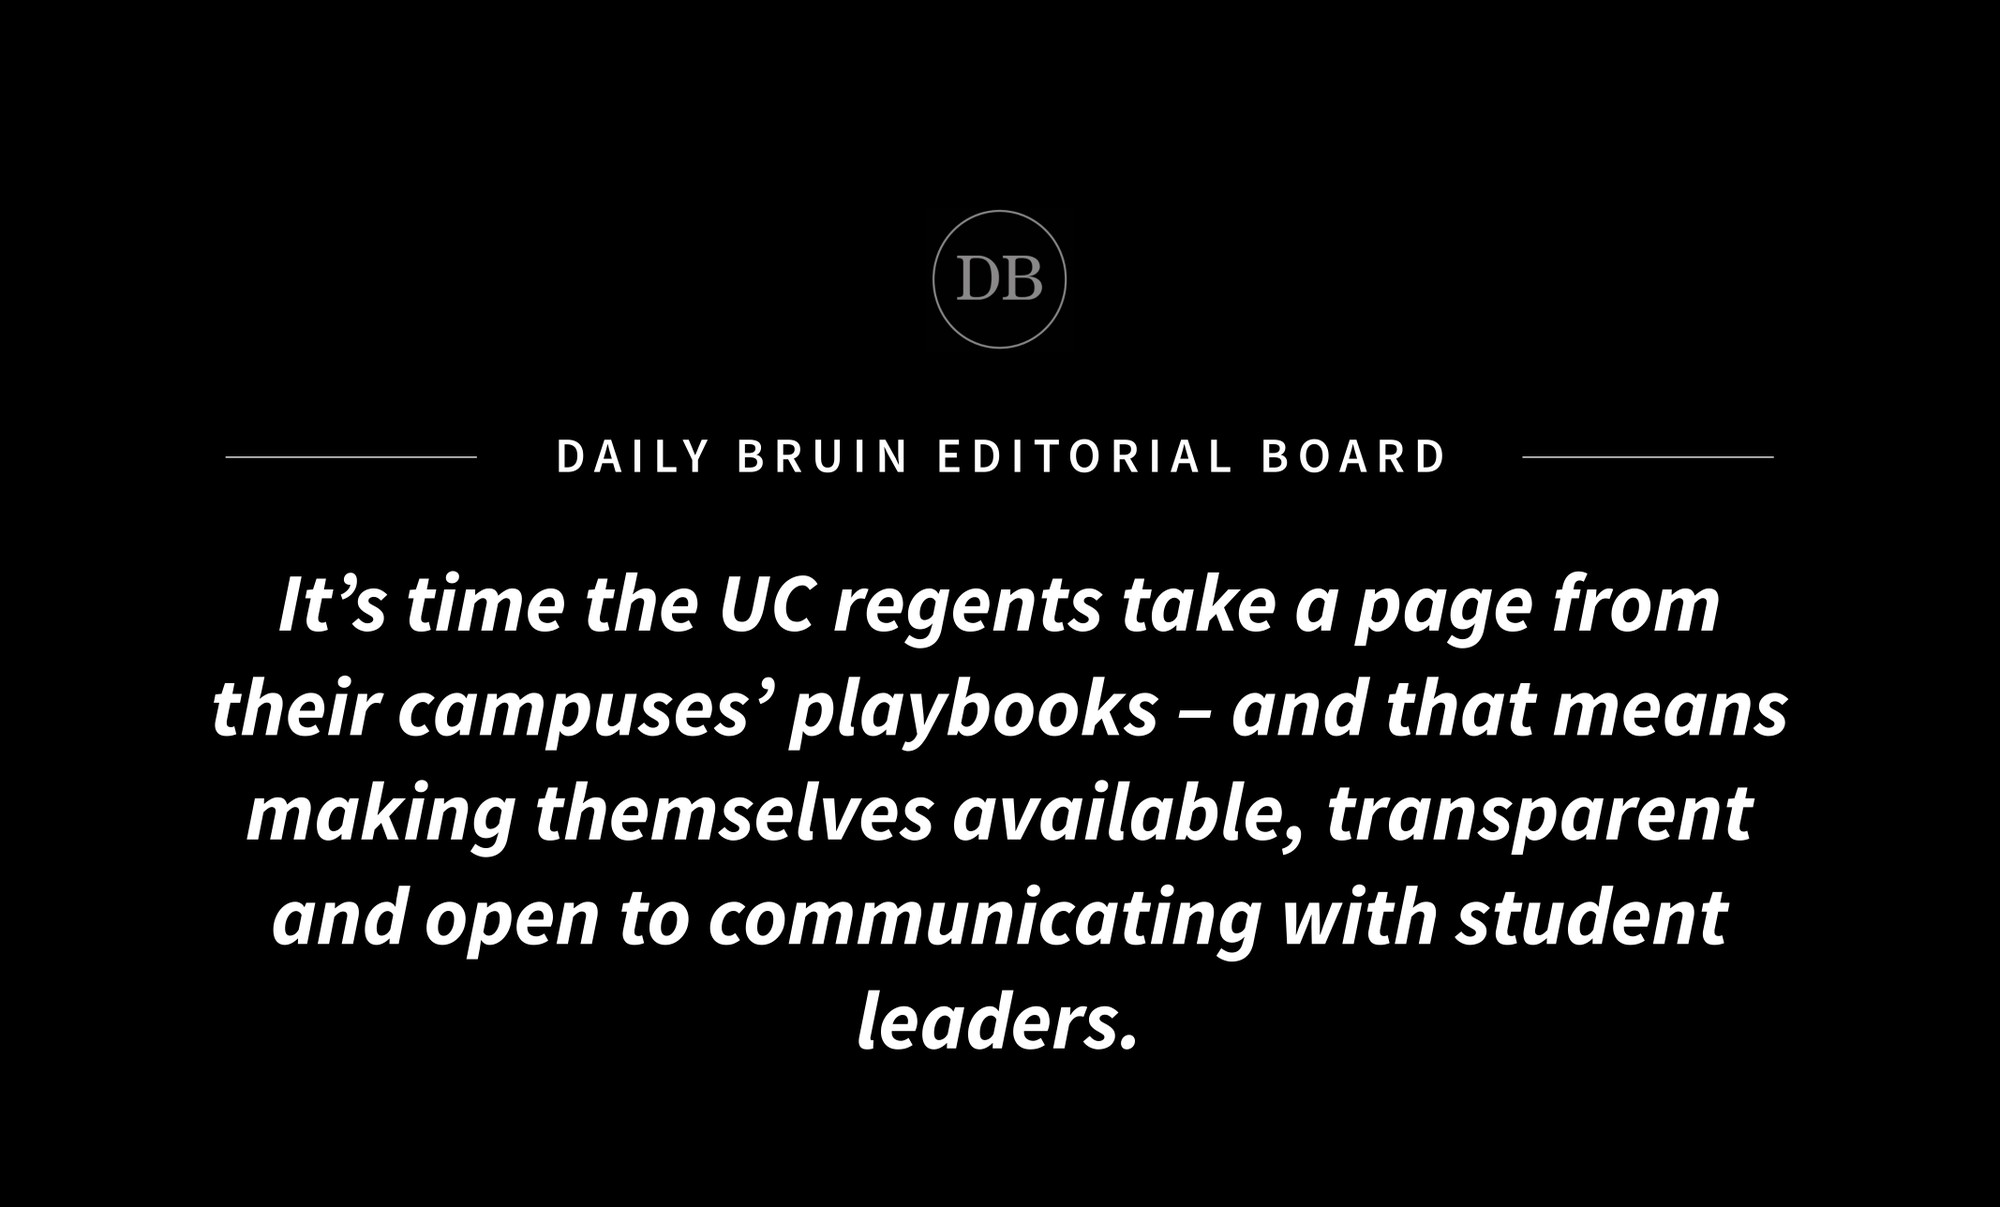 DB
DAILY BRUIN EDITORIAL BOARD
It’s time the UC regents take a page from
their campuses’ playbooks – and that means
making themselves available, transparent
and open to communicating with student
leaders.